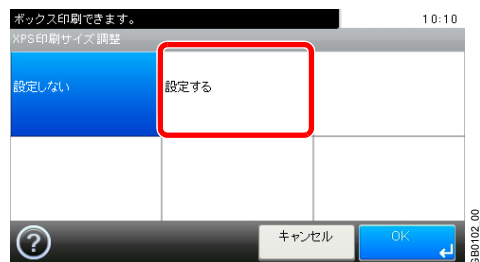 ボックス印刷できます。 10:10
XPS印刷サイズ調整
設定しない 設定する
? キャンセル OK
GB0102_00